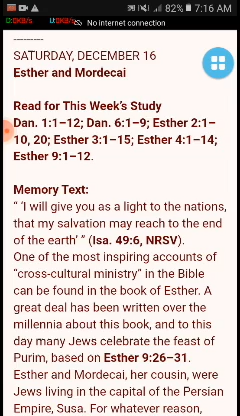 82% 7:16 AM
No internet connection
SATURDAY, DECEMBER 16
Esther and Mordecai
Read for This Week’s Study
Dan. 1:1–12; Dan. 6:1–9; Esther 2:1–
10, 20; Esther 3:1–15; Esther 4:1–14;
Esther 9:1–12.
Memory Text:
“ ‘I will give you as a light to the nations,
that my salvation may reach to the end
of the earth’ ” (Isa. 49:6, NRSV).
One of the most inspiring accounts of
“cross-cultural ministry” in the Bible
can be found in the book of Esther. A
great deal has been written over the
millennia about this book, and to this
day many Jews celebrate the feast of
Purim, based on Esther 9:26–31.
Esther and Mordecai, her cousin, were
Jews living in the capital of the Persian
Empire, Susa. For whatever reason,